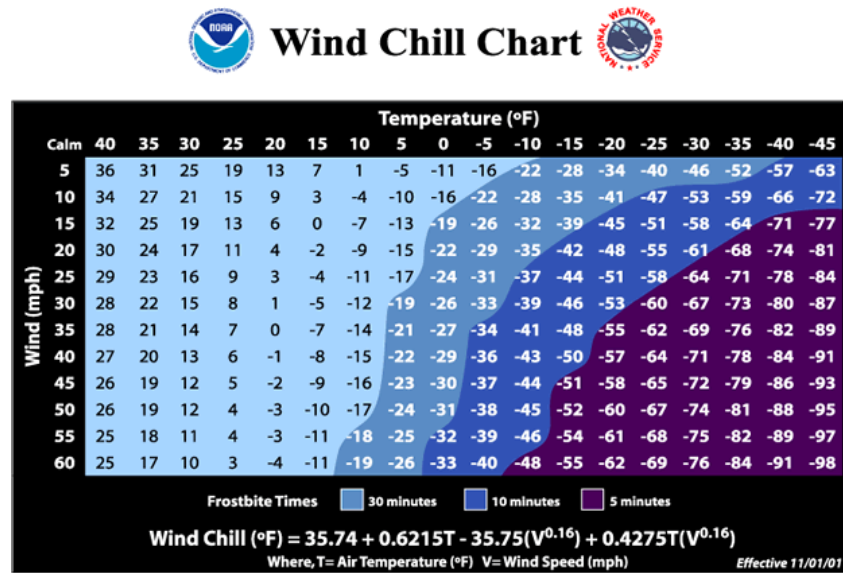 NOAA
NATIONAL WEATHER SERVICE
Wind Chill Chart
Temperature (ºF)
Calm 40 35 30 25 20 15 10 5 0 -5 -10 -15 -20 -25 -30 -35 -40 -45
Wind (mph)
5 36 31 25 19 13 7 1 -5 -11 -16 -22 -28 -34 -40 -46 -52 -57 -63
10 34 27 21 15 9 3 -4 -10 -16 -22 -28 -35 -41 -47 -53 -59 -66 -72
15 32 25 19 13 6 0 -7 -13 -19 -26 -32 -39 -45 -51 -58 -64 -71 -77
20 30 24 17 11 4 -2 -9 -15 -22 -29 -35 -42 -48 -55 -61 -68 -74 -81
25 29 23 16 9 3 -4 -11 -17 -24 -31 -37 -44 -51 -58 -64 -71 -78 -84
30 28 22 15 8 1 -5 -12 -19 -26 -33 -39 -46 -53 -60 -67 -73 -80 -87
35 28 21 14 7 0 -7 -14 -21 -27 -34 -41 -48 -55 -62 -69 -76 -82 -89
40 27 20 13 6 -1 -8 -15 -22 -29 -36 -43 -50 -57 -64 -71 -78 -84 -91
45 26 19 12 5 -2 -9 -16 -23 -30 -37 -44 -51 -58 -65 -72 -79 -86 -93
50 26 19 12 4 -3 -10 -17 -24 -31 -38 -45 -52 -60 -67 -74 -81 -88 -95
55 25 18 11 4 -3 -11 -18 -25 -32 -39 -46 -54 -61 -68 -75 -82 -89 -97
60 25 17 10 3 -4 -11 -19 -26 -33 -40 -48 -55 -62 -69 -76 -84 -91 -98
Frostbite Times 30 minutes 10 minutes 5 minutes
Wind Chill (ºF) = 35.74 + 0.6215T - 35.75(V^0.16) + 0.4275T(V^0.16)
Where, T= Air Temperature (ºF) V= Wind Speed (mph)
Effective 11/01/01